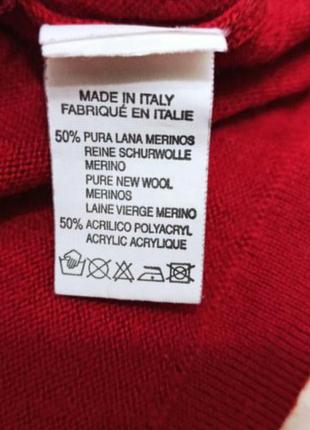 MADE IN ITALY
FABRIQUÉ EN ITALIE
50% PURA LANA MERINOS
REINE SCHURWOLLE
MERINO
PURE NEW WOOL
MERINOS
LAINE VIERGE MERINO
50% ACRILICO POLYACRYL
ACRYLIC ACRYLIQUE